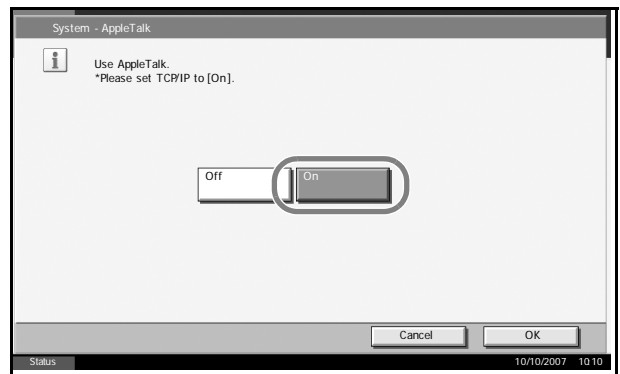 System - AppleTalk
Use AppleTalk.
*Please set TCP/IP to [On].
Off
On
Cancel
OK
Status
10/10/2007 10:10